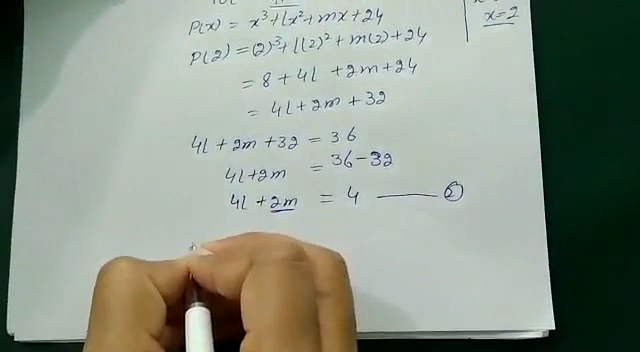 P(x) = x³ + lx² + mx + 24
x = 2
P(2) = (2)³ + l(2)² + m(2) + 24
= 8 + 4l + 2m + 24
= 4l + 2m + 32
4l + 2m + 32 = 36
4l + 2m = 36 - 32
4l + 2m = 4 —— ②